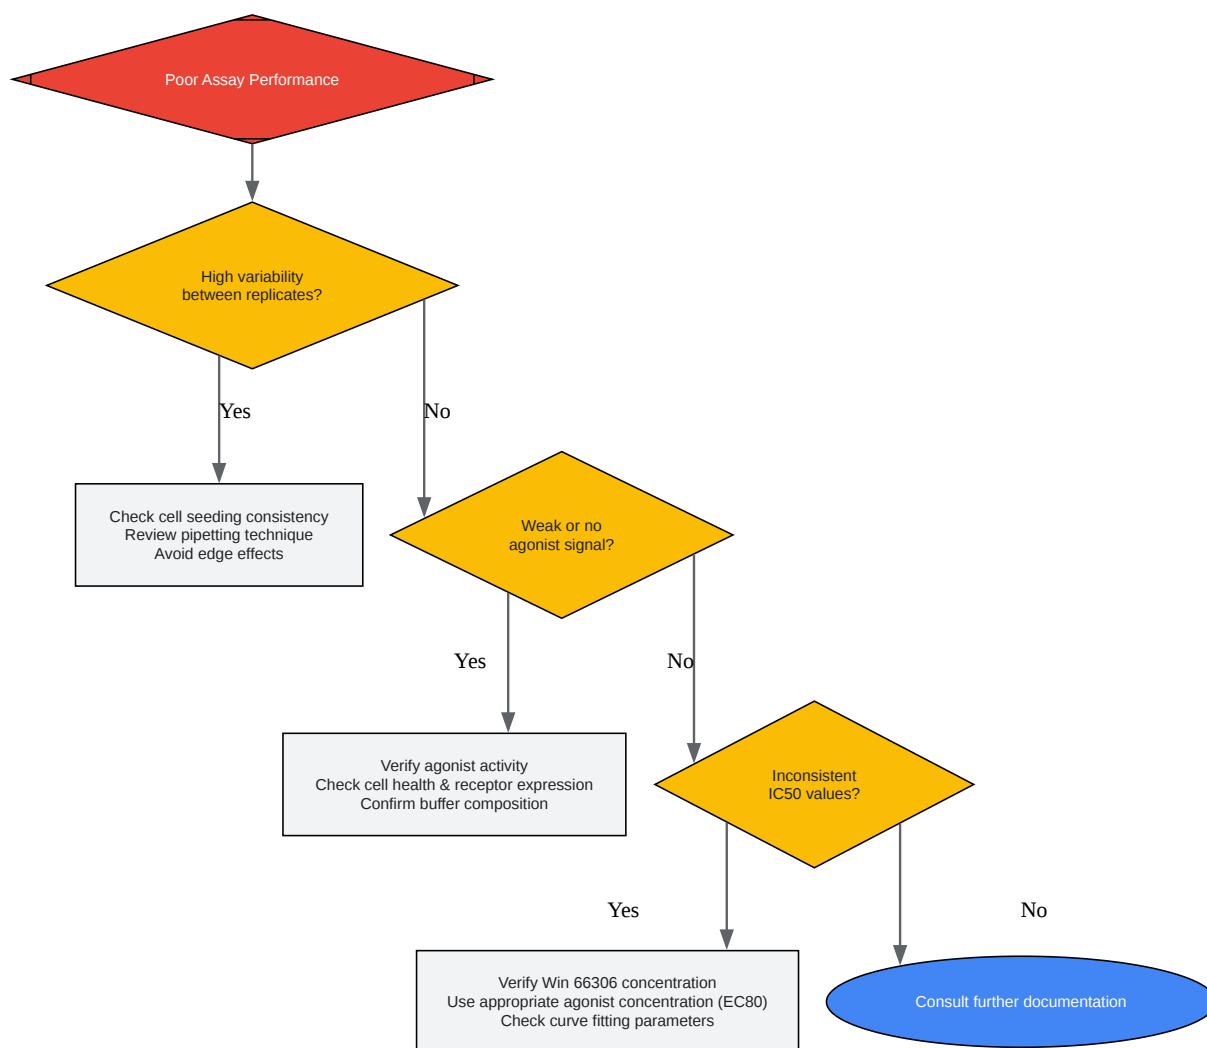 Poor Assay Performance
High variability
between replicates?
Yes
No
Check cell seeding consistency
Review pipetting technique
Avoid edge effects
Weak or no
agonist signal?
Yes
No
Verify agonist activity
Check cell health & receptor expression
Confirm buffer composition
Inconsistent
IC50 values?
Yes
No
Verify Win 66306 concentration
Use appropriate agonist concentration (EC80)
Check curve fitting parameters
Consult further documentation